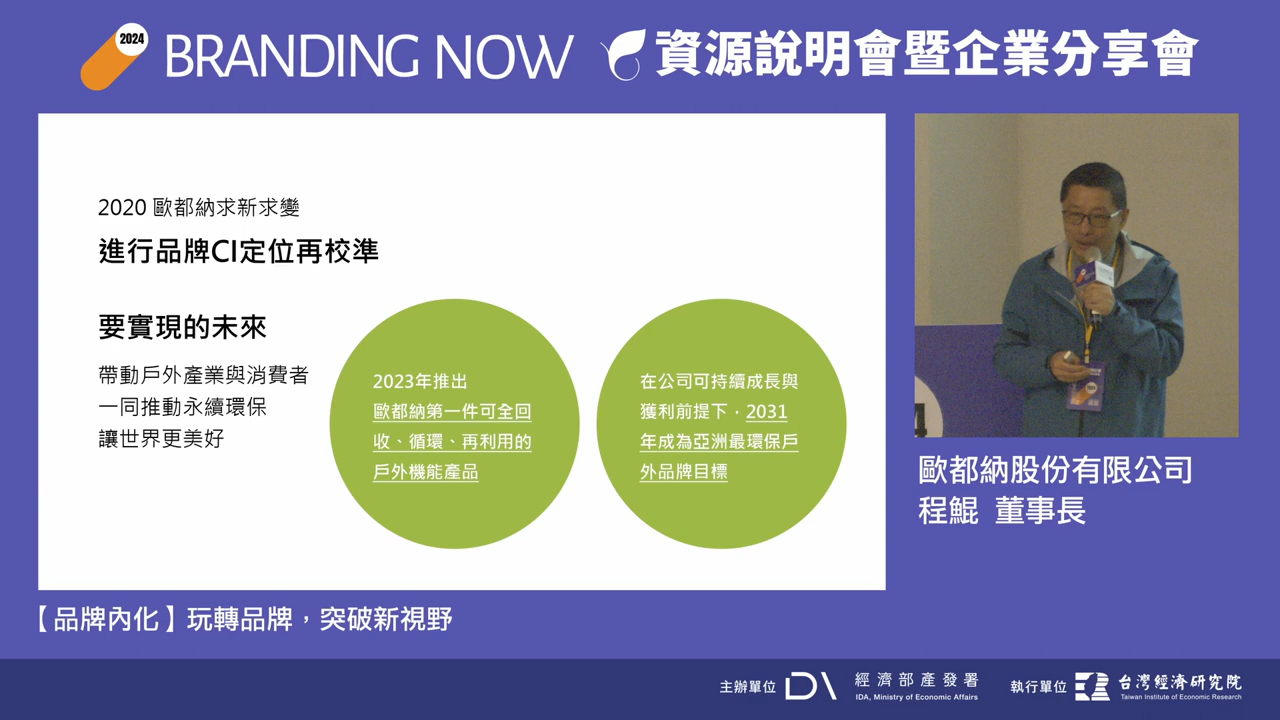 2024
BRANDING NOW
資源說明會暨企業分享會
2020 歐都納求新求變
進行品牌CI定位再校準
要實現的未來
帶動戶外產業與消費者
一同推動永續環保
讓世界更美好
2023年推出
歐都納第一件可全回
收、循環、再利用的
戶外機能產品
在公司可持續成長與
獲利前提下，2031
年成為亞洲最環保戶
外品牌目標
歐都納股份有限公司
程鯤 董事長
【品牌內化】玩轉品牌，突破新視野
主辦單位
經濟部產發署
IDA, Ministry of Economic Affairs
執行單位
台灣經濟研究院
Taiwan Institute of Economic Research